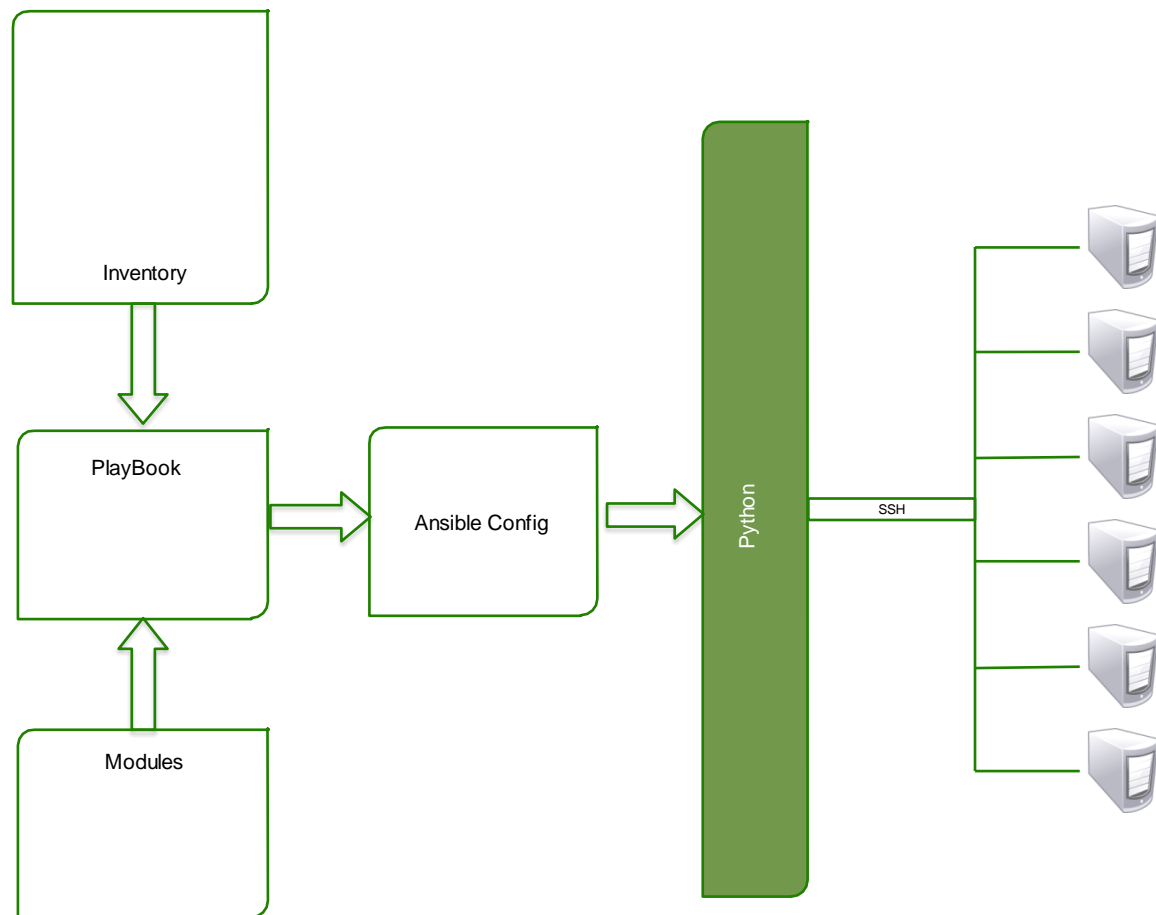 Inventory
PlayBook
Ansible Config
Python
SSH
Modules